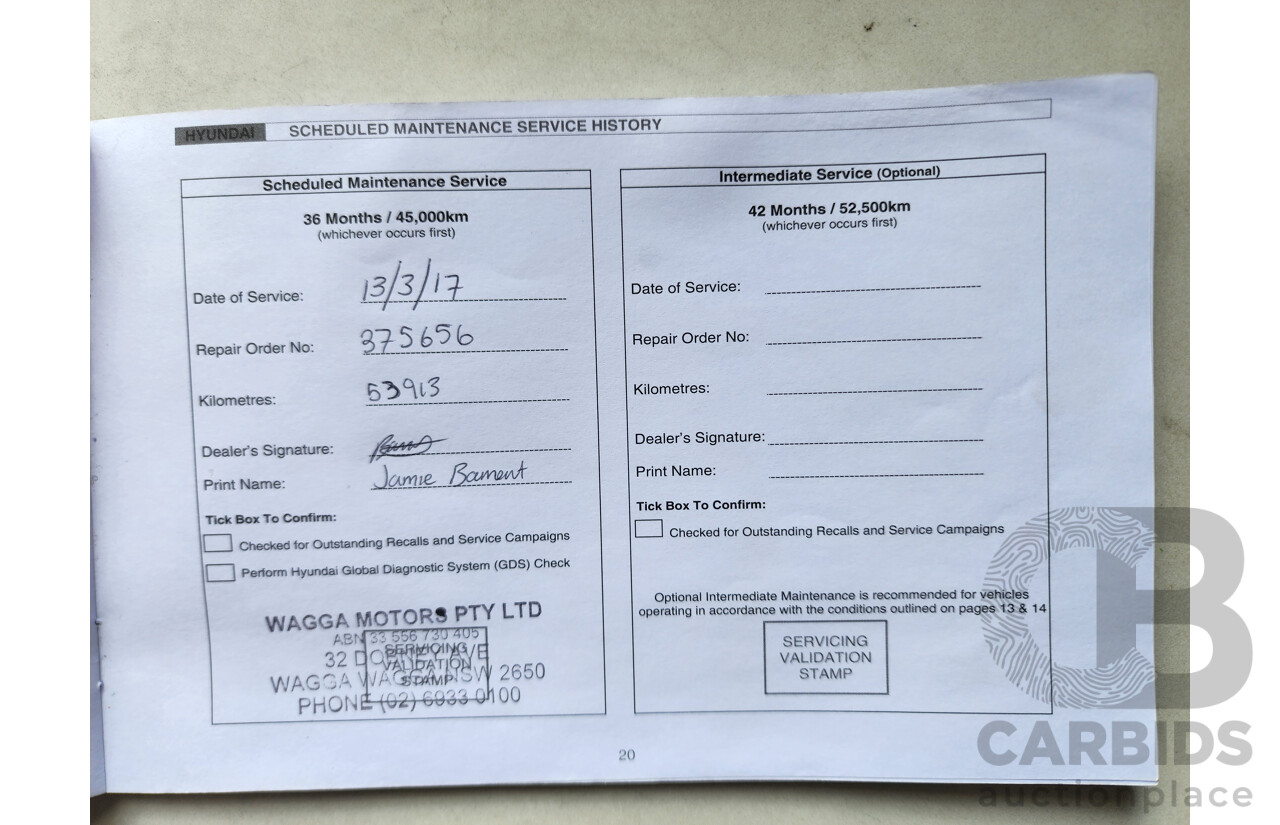 HYUNDAI SCHEDULED MAINTENANCE SERVICE HISTORY
Scheduled Maintenance Service
36 Months / 45,000km
(whichever occurs first)
Date of Service: 13/3/17
Repair Order No: 375656
Kilometres: 53913
Dealer's Signature:
Print Name: Jamie Bament
Tick Box To Confirm:
Checked for Outstanding Recalls and Service Campaigns
Perform Hyundai Global Diagnostic System (GDS) Check
WAGGA MOTORS PTY LTD
ABN 33 556 730 405
SERVICING
32 AVE
VALIDATION
STAMP
WAGGA WAGGA NSW 2650
PHONE (02) 6933 0100
Intermediate Service (Optional)
42 Months / 52,500km
(whichever occurs first)
Date of Service:
Repair Order No:
Kilometres:
Dealer's Signature:
Print Name:
Tick Box To Confirm:
Checked for Outstanding Recalls and Service Campaigns
Optional Intermediate Maintenance is recommended for vehicles
operating in accordance with the conditions outlined on pages 13 & 14
SERVICING
VALIDATION
STAMP
20
CB
CARBIDS
auctionplace